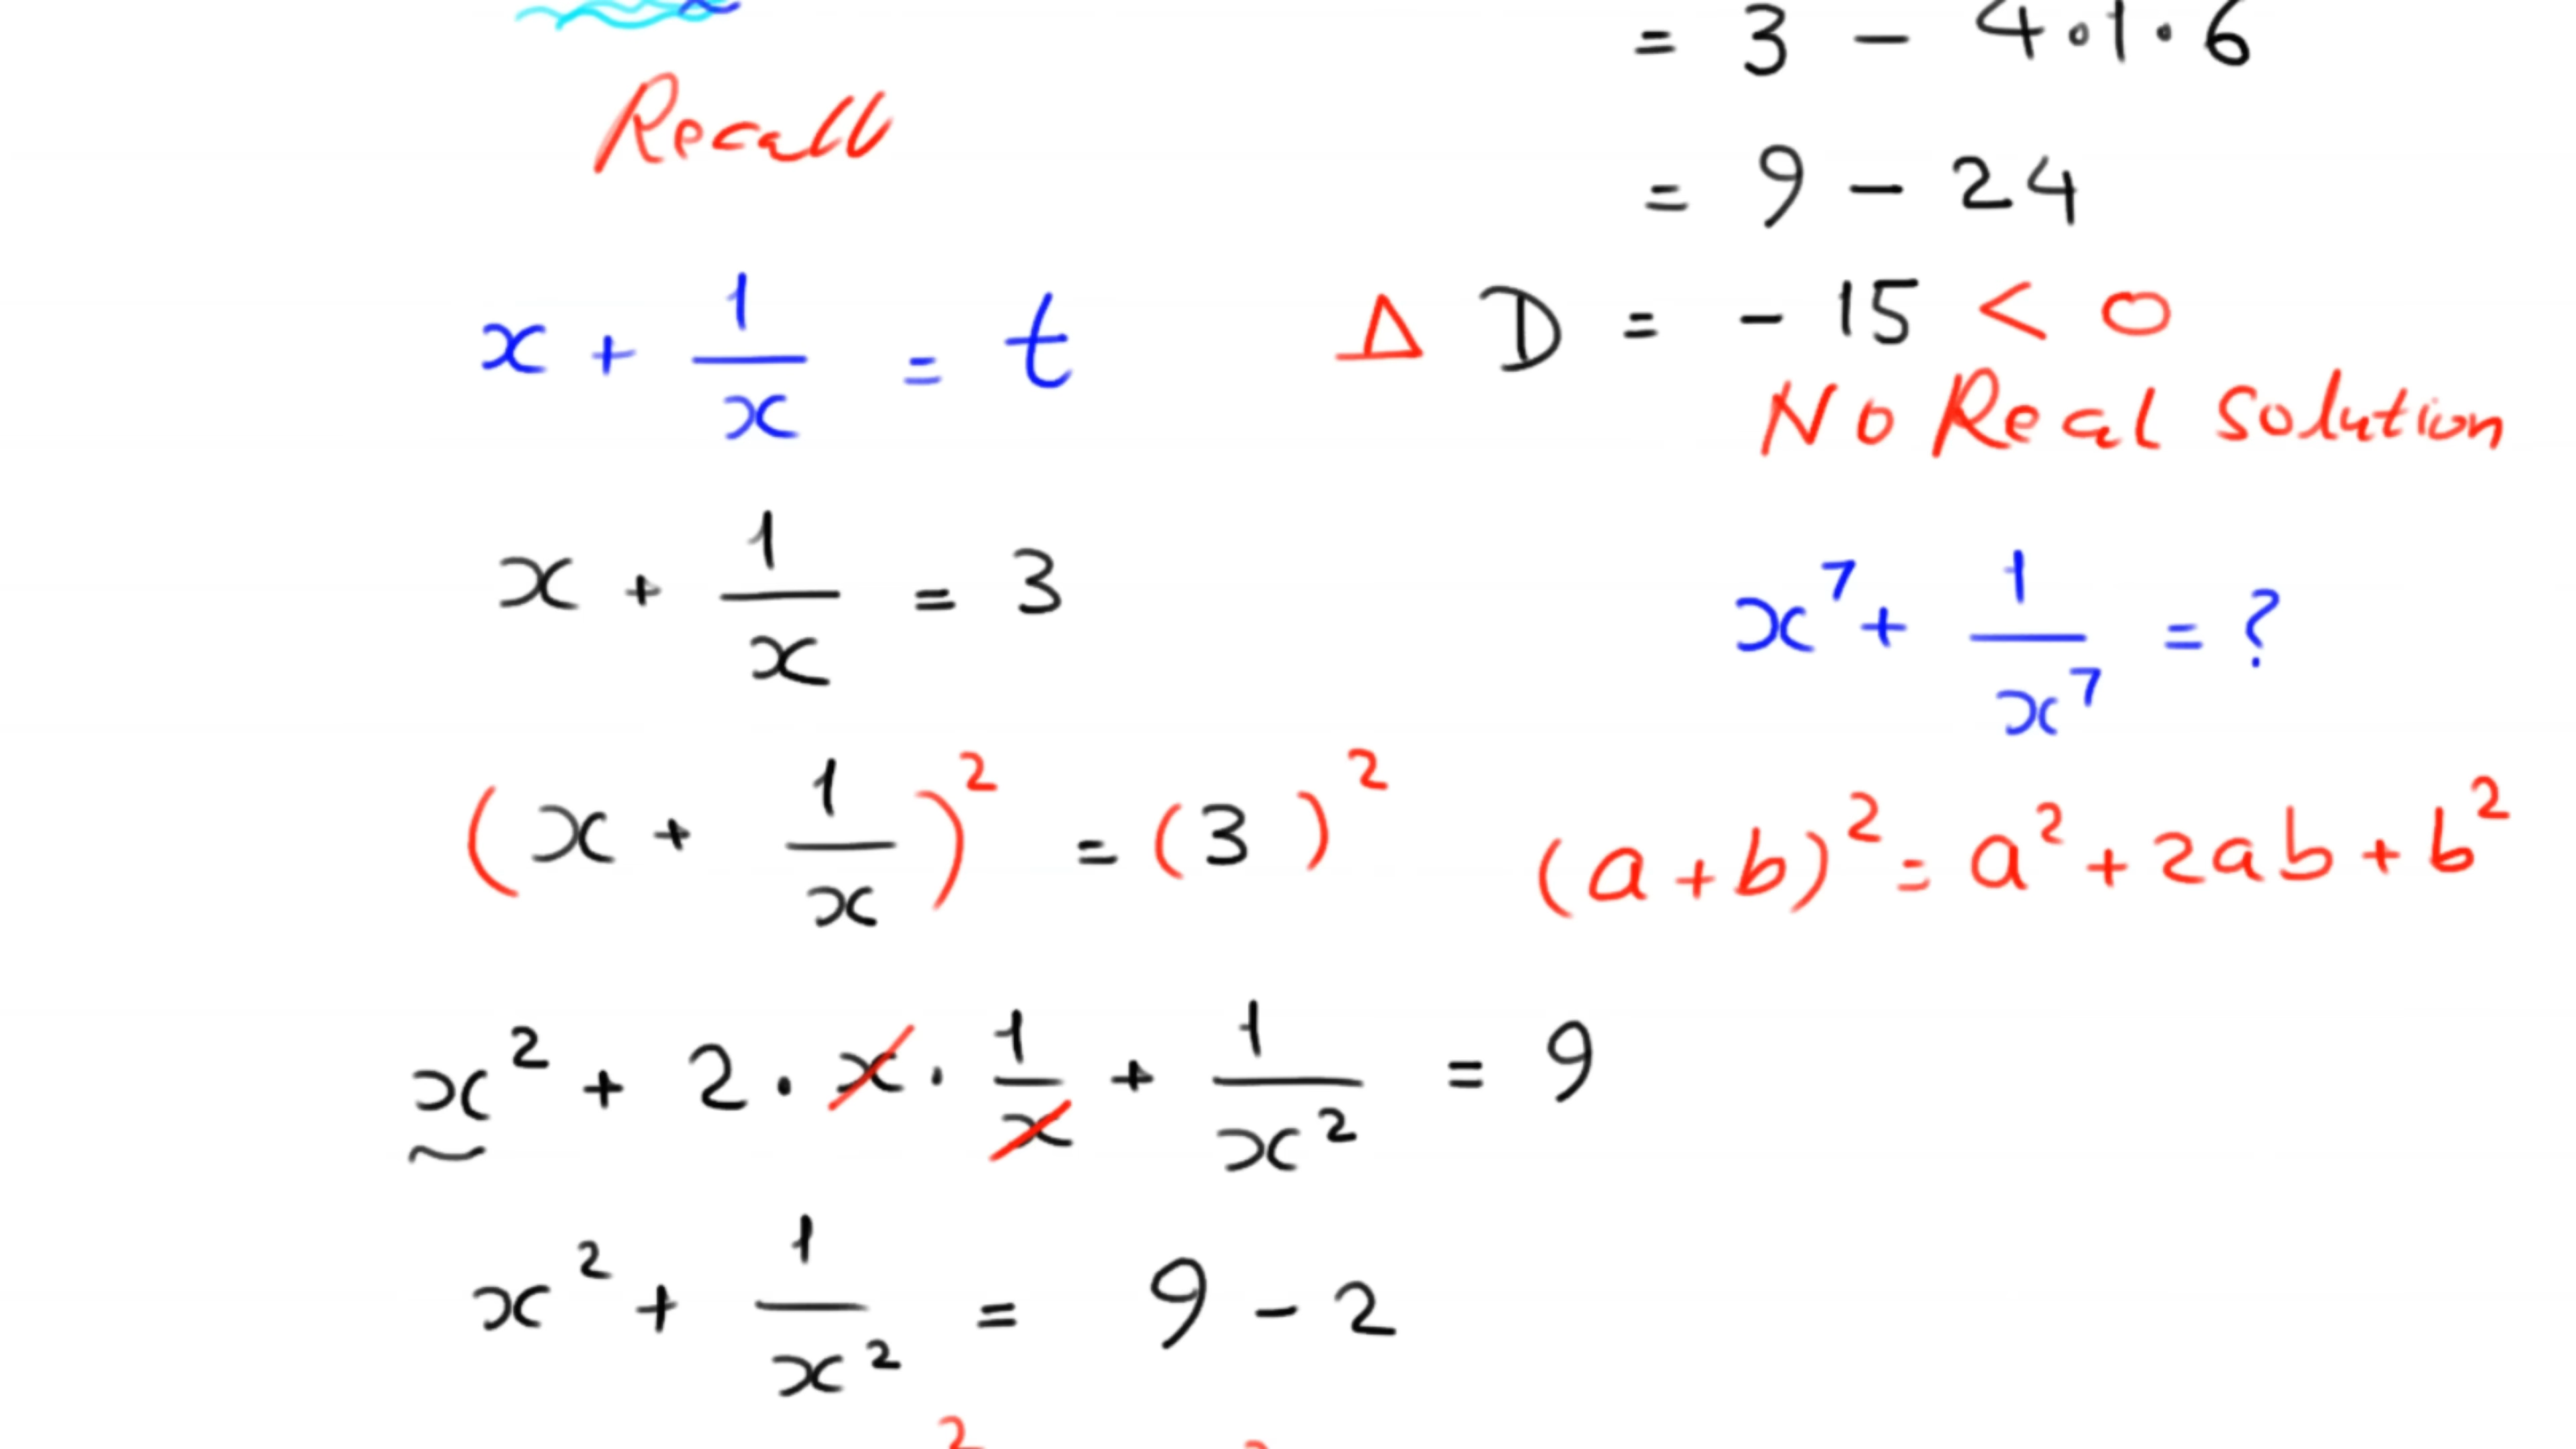 = 3 - 4·1·6
Recall
= 9 - 24
x + 1/x = t
Δ D = -15 < 0
No Real Solution
x + 1/x = 3
x⁷ + 1/x⁷ = ?
(x + 1/x)² = (3)²
(a + b)² = a² + 2ab + b²
x² + 2 · x · 1/x + 1/x² = 9
x² + 1/x² = 9 - 2